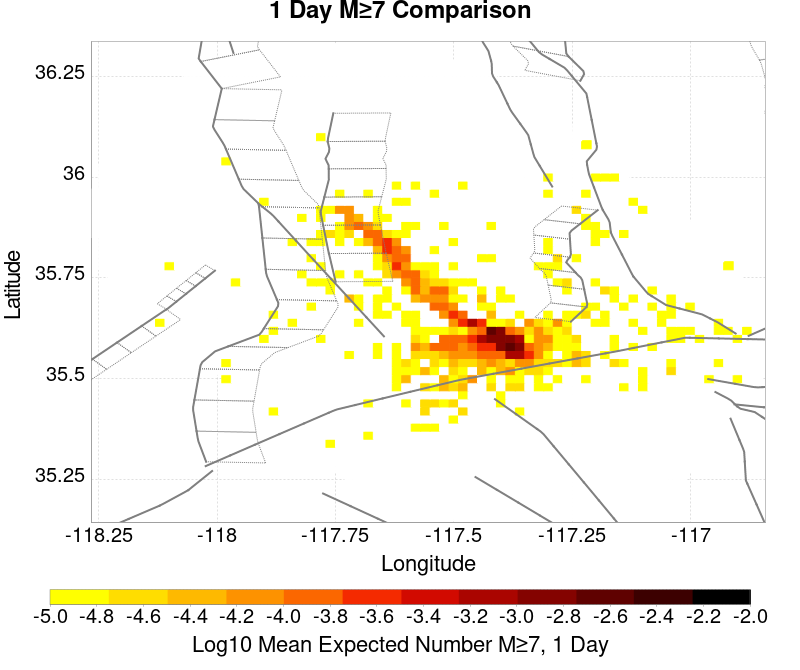 1 Day M≥7 Comparison
36.25
36
35.75
35.5
35.25
Latitude
-118.25 -118 -117.75 -117.5 -117.25 -117
Longitude
-5.0 -4.8 -4.6 -4.4 -4.2 -4.0 -3.8 -3.6 -3.4 -3.2 -3.0 -2.8 -2.6 -2.4 -2.2 -2.0
Log10 Mean Expected Number M≥7, 1 Day